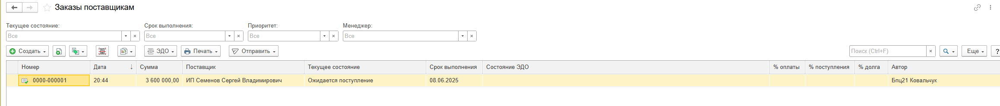 Заказы поставщикам
Текущее состояние: Срок выполнения: Приоритет: Менеджер:
Все Все Все Все
Создать ЭДО Печать Отправить Поиск (Ctrl+F) Еще ?
Номер Дата ↓ Сумма Поставщик Текущее состояние Срок выполнения Состояние ЭДО % оплаты % поступления % долга Автор
0000-000001 20:44 3 600 000,00 ИП Семенов Сергей Владимирович Ожидается поступление 08.06.2025 Бпц21 Ковальчук